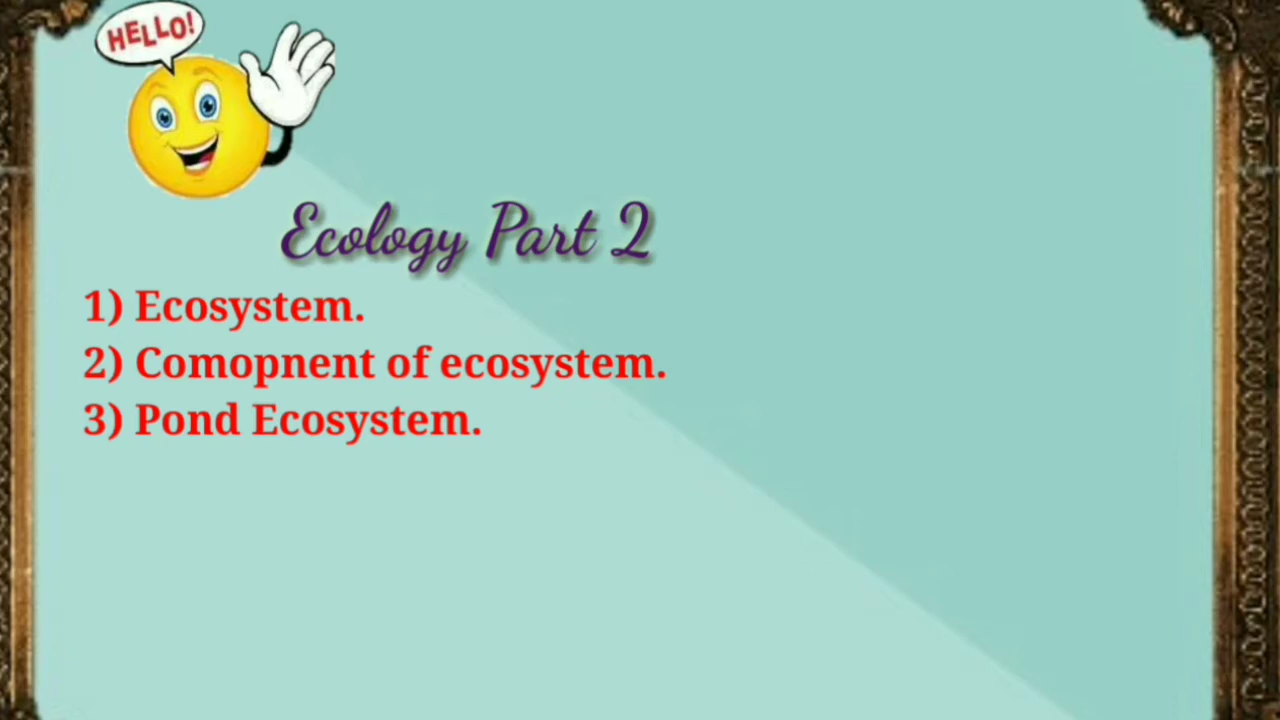 HELLO!
Ecology Part 2
1) Ecosystem.
2) Comopnent of ecosystem.
3) Pond Ecosystem.